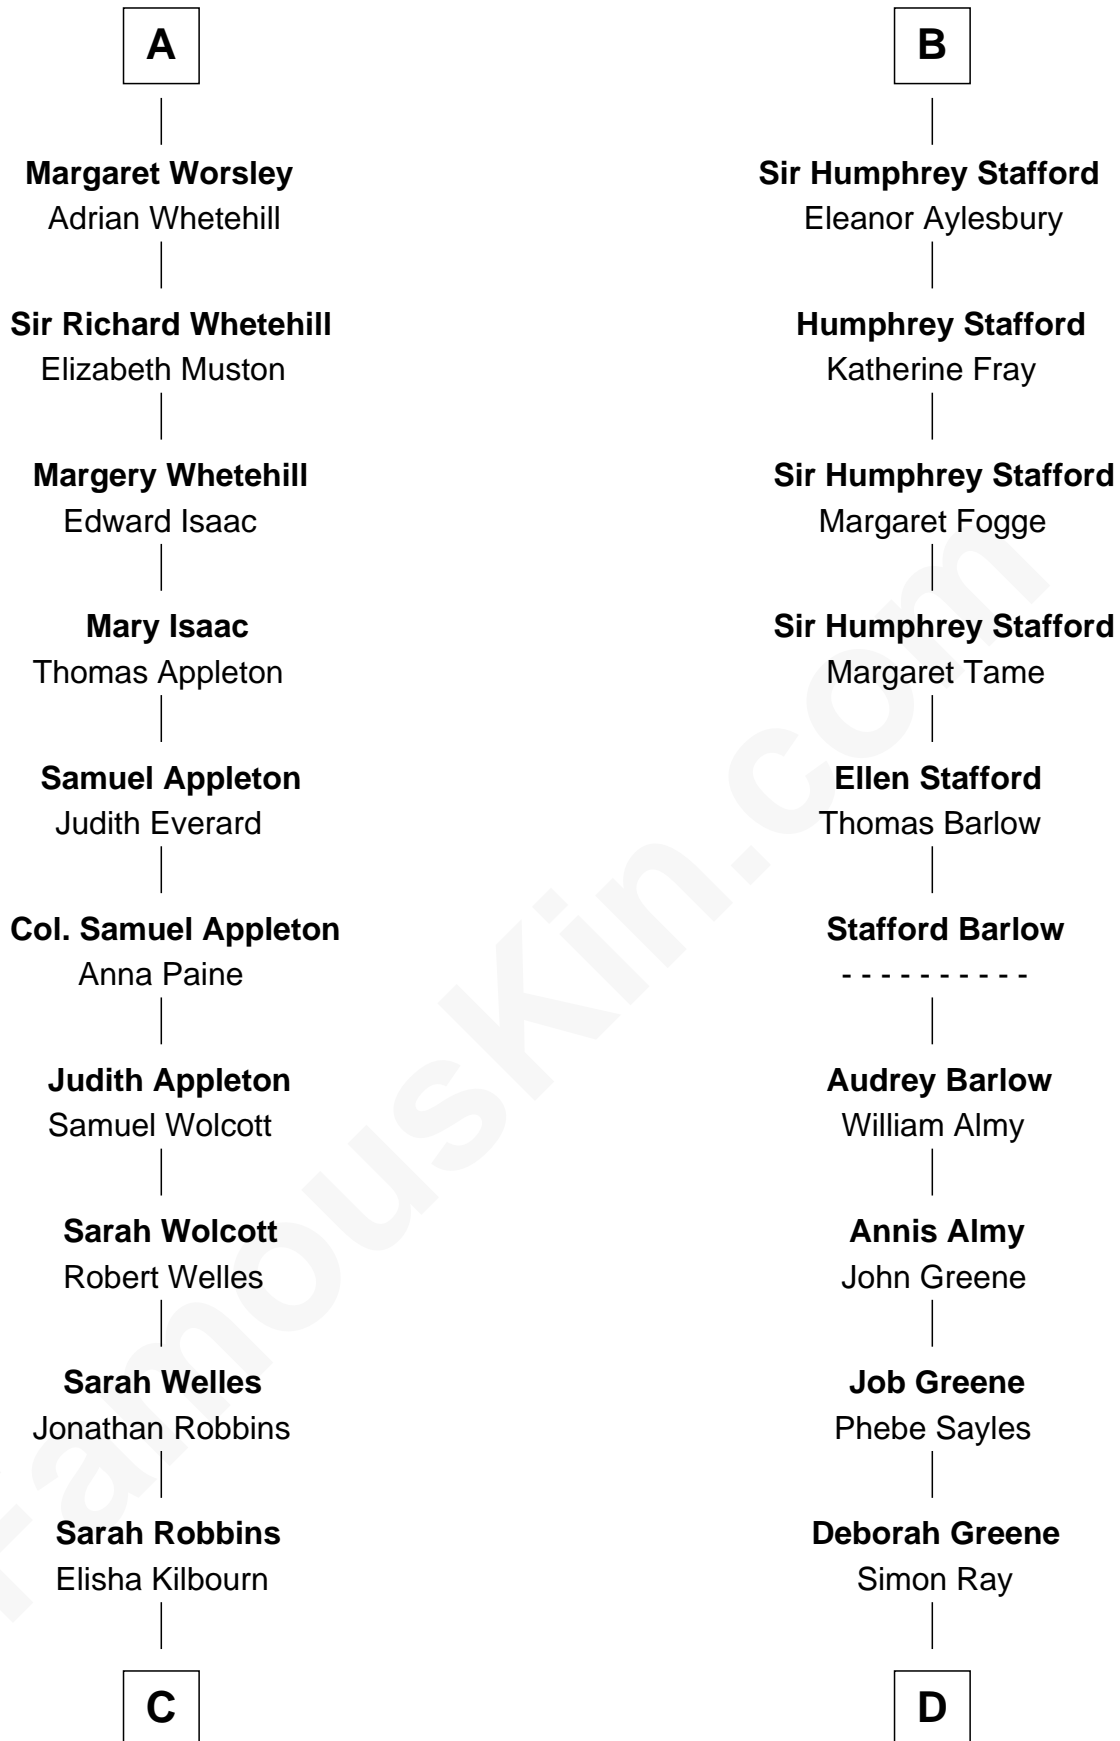 A
Margaret Worsley
Adrian Whetehill
Sir Richard Whetehill
Elizabeth Muston
Margery Whetehill
Edward Isaac
Mary Isaac
Thomas Appleton
Samuel Appleton
Judith Everard
Col. Samuel Appleton
Anna Paine
Judith Appleton
Samuel Wolcott
Sarah Wolcott
Robert Welles
Sarah Welles
Jonathan Robbins
Sarah Robbins
Elisha Kilbourn
C
B
Sir Humphrey Stafford
Eleanor Aylesbury
Humphrey Stafford
Katherine Fray
Sir Humphrey Stafford
Margaret Fogge
Sir Humphrey Stafford
Margaret Tame
Ellen Stafford
Thomas Barlow
Stafford Barlow
- - - - - - - - - -
Audrey Barlow
William Almy
Annis Almy
John Greene
Job Greene
Phebe Sayles
Deborah Greene
Simon Ray
D
FamousKin.com